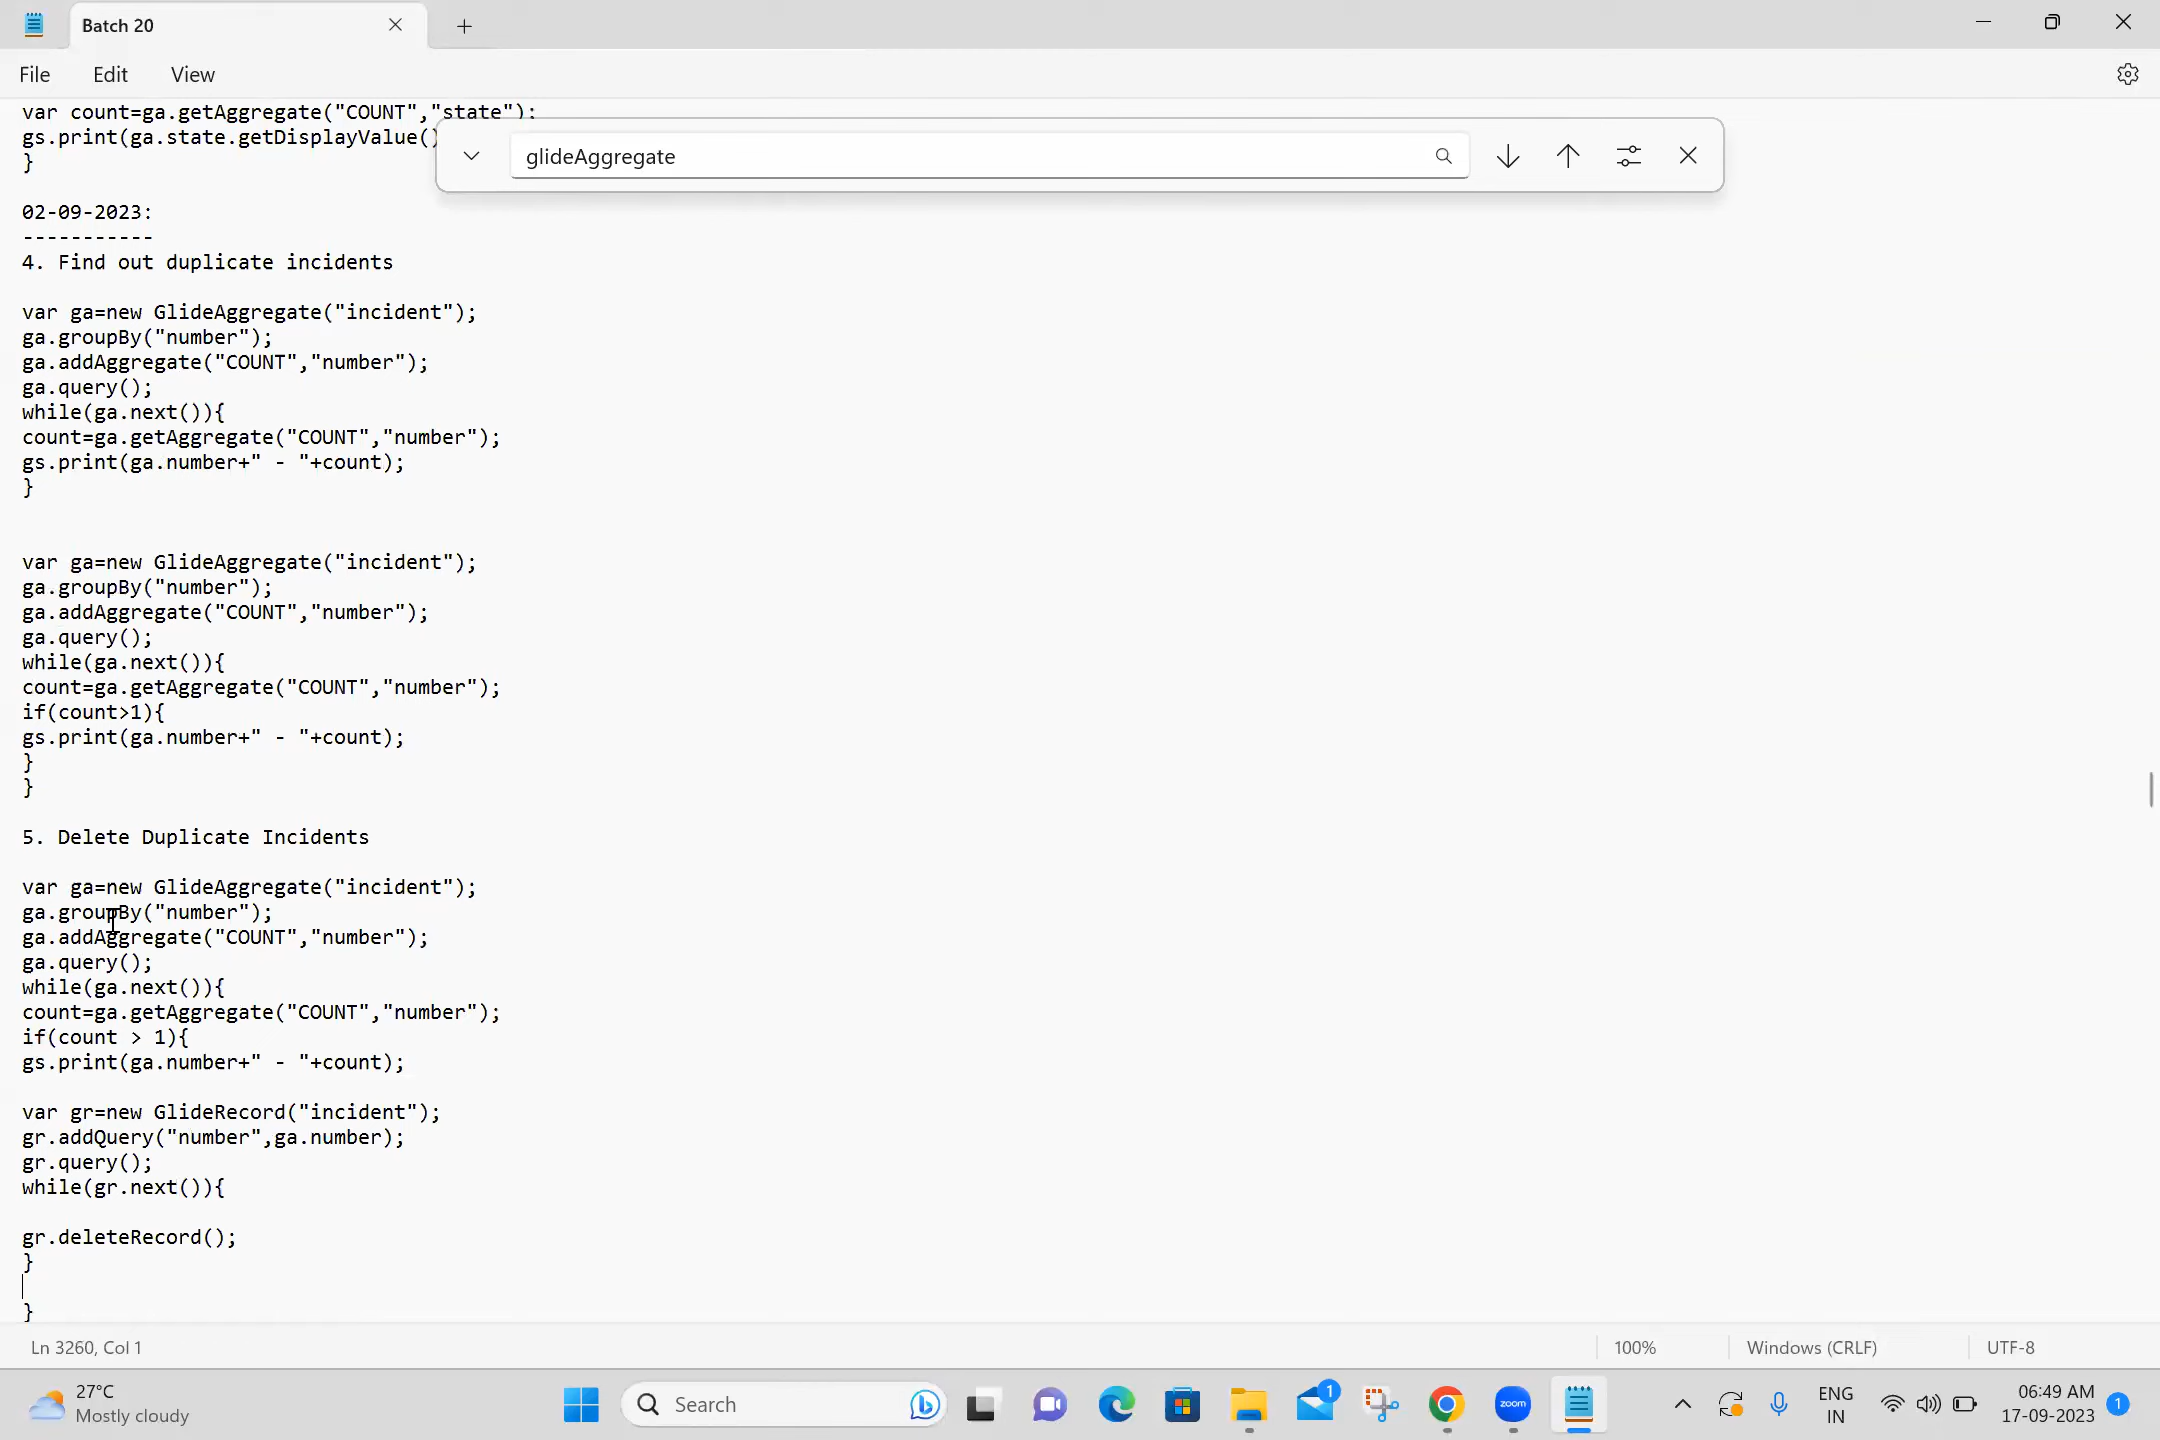 Batch 20
File Edit View
var count=ga.getAggregate("COUNT","state");
gs.print(ga.state.getDisplayValue()
}
glideAggregate
02-09-2023:
-----------
4. Find out duplicate incidents
var ga=new GlideAggregate("incident");
ga.groupBy("number");
ga.addAggregate("COUNT","number");
ga.query();
while(ga.next()){
count=ga.getAggregate("COUNT","number");
gs.print(ga.number+" - "+count);
}
var ga=new GlideAggregate("incident");
ga.groupBy("number");
ga.addAggregate("COUNT","number");
ga.query();
while(ga.next()){
count=ga.getAggregate("COUNT","number");
if(count>1){
gs.print(ga.number+" - "+count);
}
}
5. Delete Duplicate Incidents
var ga=new GlideAggregate("incident");
ga.groupBy("number");
ga.addAggregate("COUNT","number");
ga.query();
while(ga.next()){
count=ga.getAggregate("COUNT","number");
if(count > 1){
gs.print(ga.number+" - "+count);
var gr=new GlideRecord("incident");
gr.addQuery("number",ga.number);
gr.query();
while(gr.next()){
gr.deleteRecord();
}
}
Ln 3260, Col 1 100% Windows (CRLF) UTF-8
27°C
Mostly cloudy
Search
1
zoom
ENG
IN
06:49 AM
17-09-2023
1